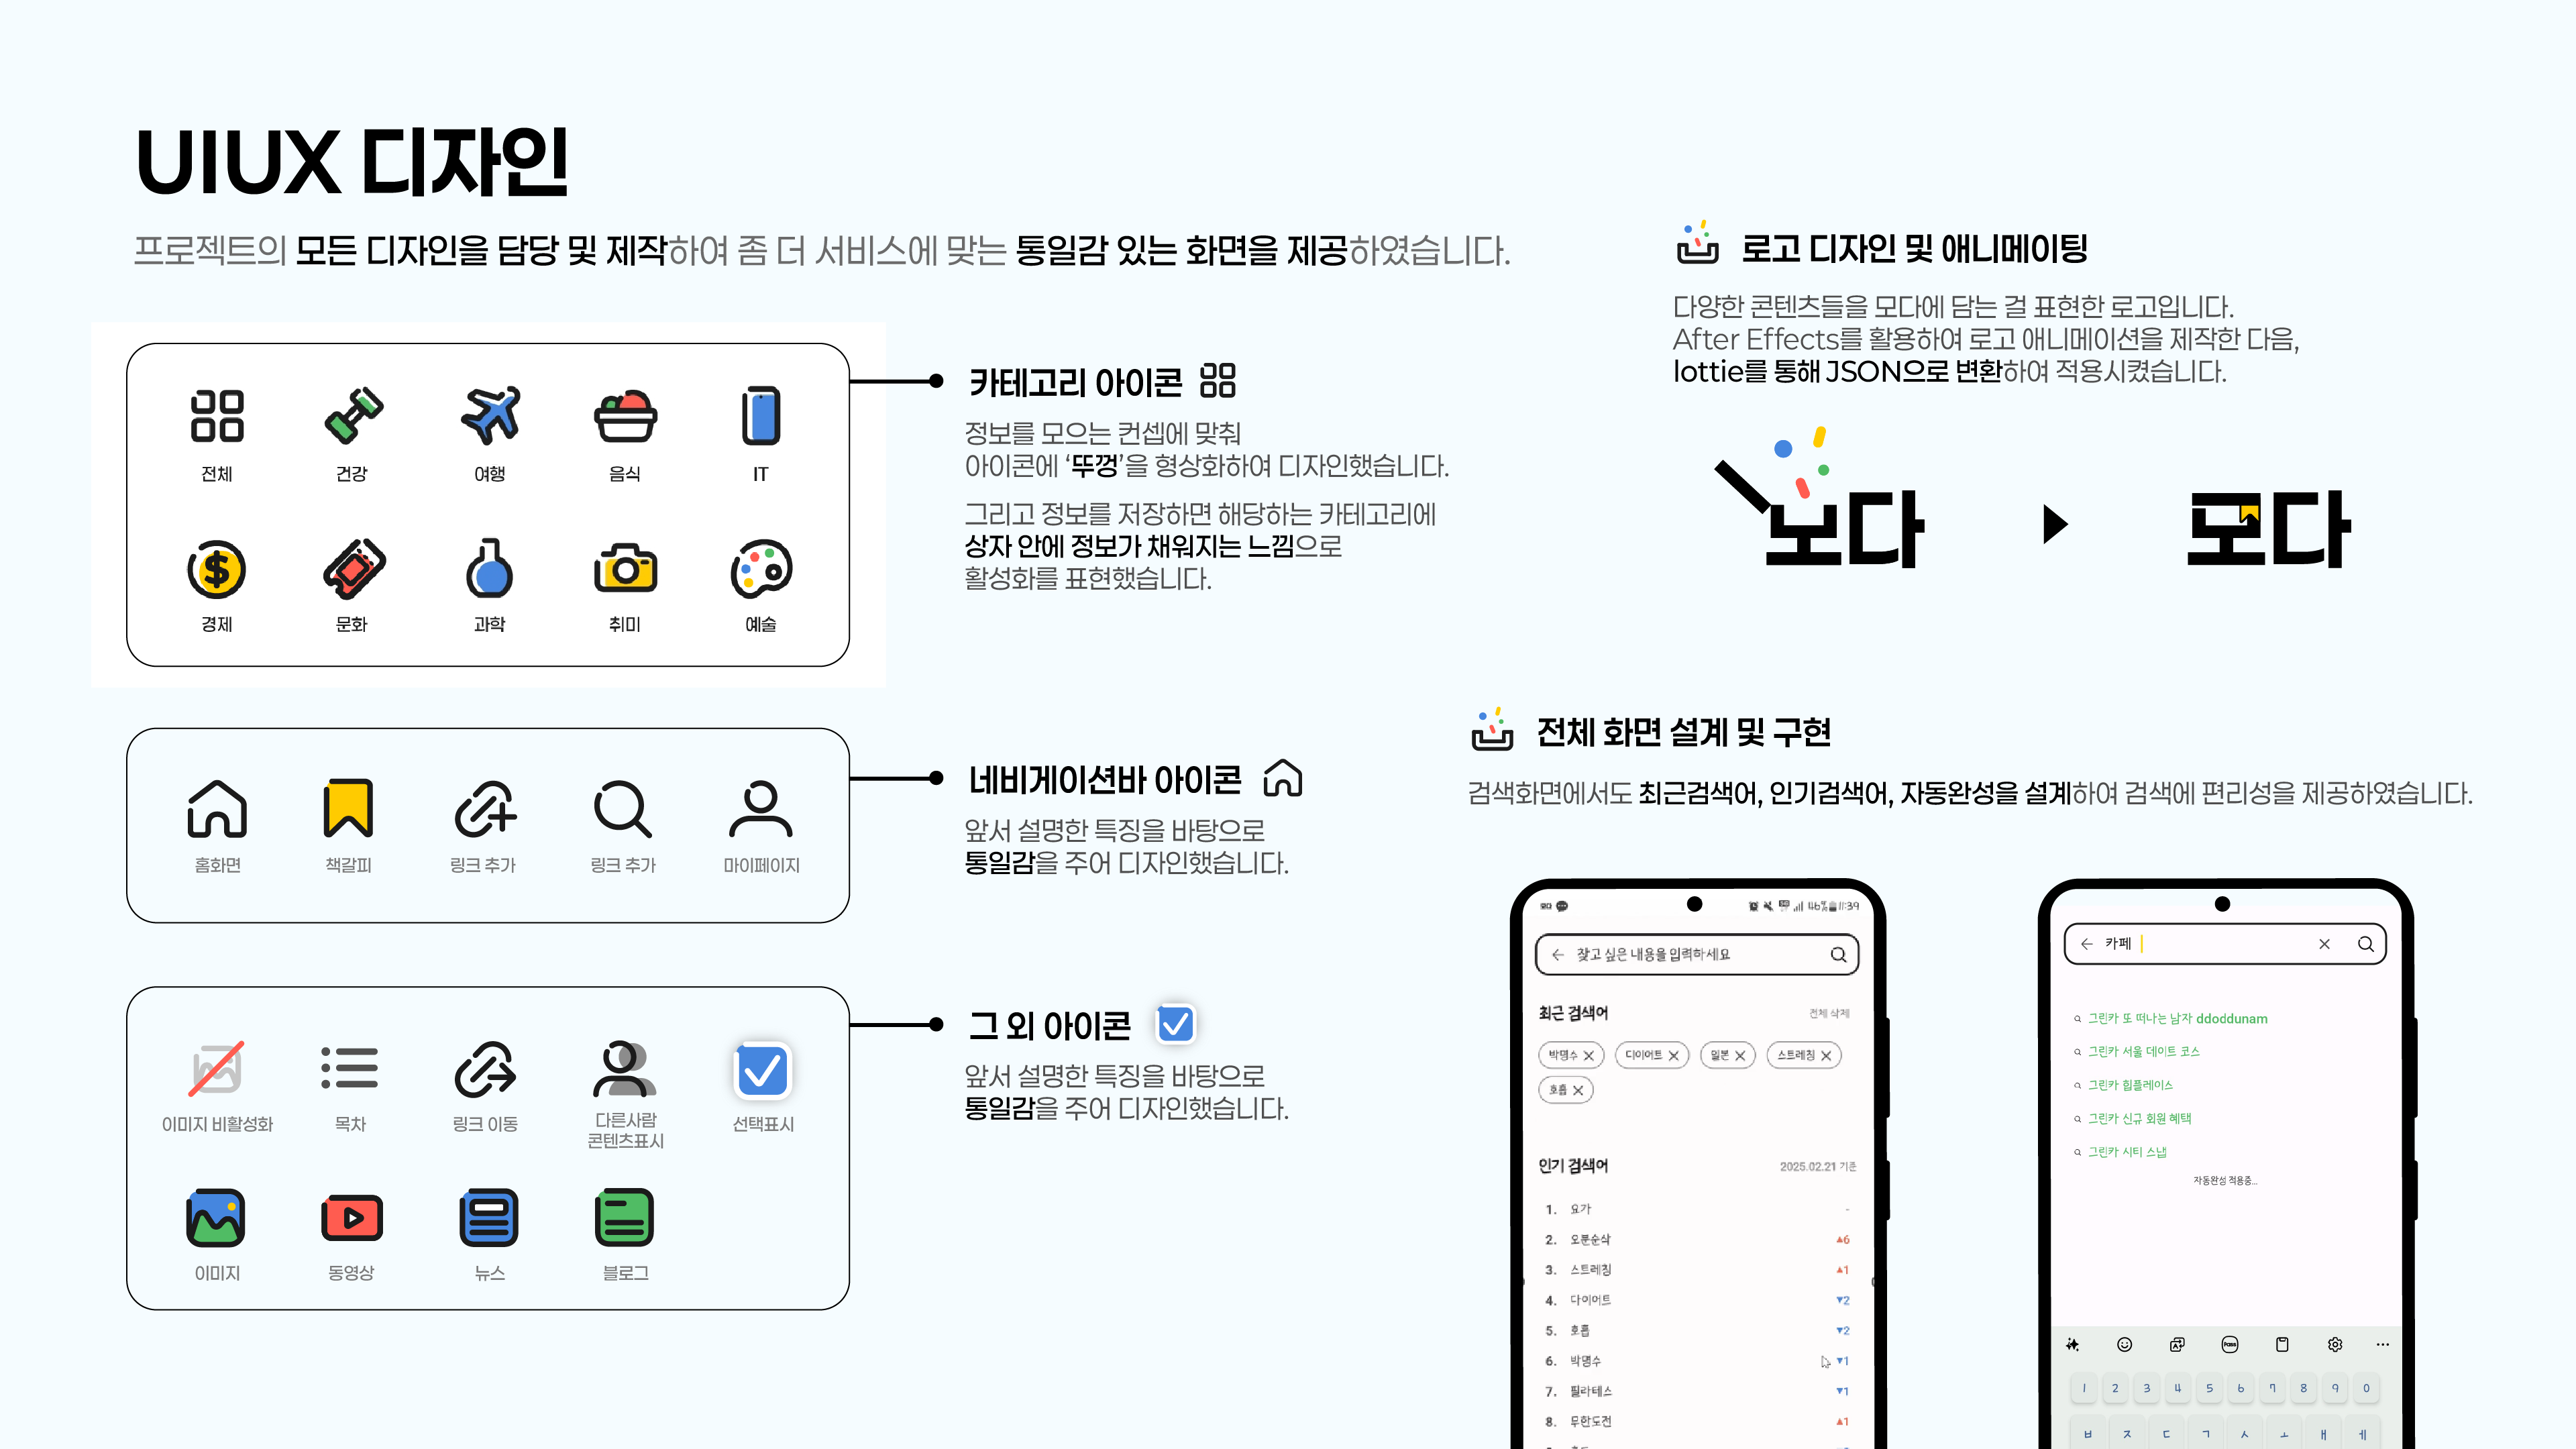 UIUX 디자인
프로젝트의 모든 디자인을 담당 및 제작하여 좀 더 서비스에 맞는 통일감 있는 화면을 제공하였습니다.
전체 건강 여행 음식 IT
경제 문화 과학 취미 예술
카테고리 아이콘
정보를 모으는 컨셉에 맞춰
아이콘에 ‘뚜껑’을 형상화하여 디자인했습니다.
그리고 정보를 저장하면 해당하는 카테고리에
상자 안에 정보가 채워지는 느낌으로
활성화를 표현했습니다.
홈화면 책갈피 링크 추가 링크 추가 마이페이지
네비게이션바 아이콘
앞서 설명한 특징을 바탕으로
통일감을 주어 디자인했습니다.
이미지 비활성화 목차 링크 이동 다른사람
콘텐츠표시 선택표시
이미지 동영상 뉴스 블로그
그 외 아이콘
앞서 설명한 특징을 바탕으로
통일감을 주어 디자인했습니다.
로고 디자인 및 애니메이팅
다양한 콘텐츠들을 모다에 담는 걸 표현한 로고입니다.
After Effects를 활용하여 로고 애니메이션을 제작한 다음,
lottie를 통해 JSON으로 변환하여 적용시켰습니다.
모다 모다
전체 화면 설계 및 구현
검색화면에서도 최근검색어, 인기검색어, 자동완성을 설계하여 검색에 편리성을 제공하였습니다.
46% 11:39
찾고 싶은 내용을 입력하세요
최근 검색어 전체 삭제
박명수 다이어트 일본 스트레칭
호흡
인기 검색어 2025.02.21 기준
1. 요가 -
2. 오분순삭 ▲6
3. 스트레칭 ▲1
4. 다이어트 ▼2
5. 호흡 ▼2
6. 박명수 ▼1
7. 필라테스 ▼1
8. 무한도전 ▲1
카페
그린카 또 떠나는 남자 ddoddunam
그린카 서울 데이트 코스
그린카 힙플레이스
그린카 신규 회원 혜택
그린카 시티 스냅
자동완성 적용중...
1 2 3 4 5 6 7 8 9 0
ㅂ ㅈ ㄷ ㄱ ㅅ ㅗ ㅐ ㅔ